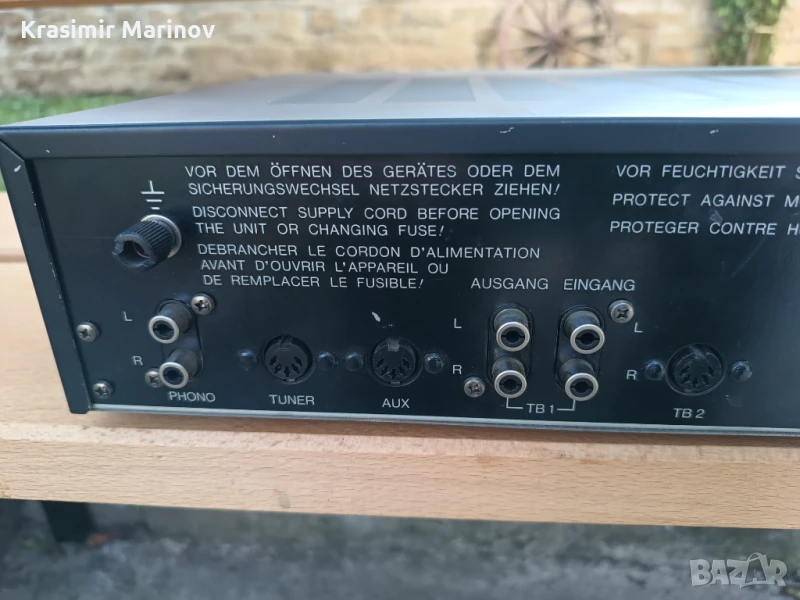 Krasimir Marinov
VOR DEM ÖFFNEN DES GERÄTES ODER DEM
SICHERUNGSWECHSEL NETZSTECKER ZIEHEN!
DISCONNECT SUPPLY CORD BEFORE OPENING
THE UNIT OR CHANGING FUSE!
DEBRANCHER LE CORDON D'ALIMENTATION
AVANT D'OUVRIR L'APPAREIL OU
DE REMPLACER LE FUSIBLE!
VOR FEUCHTIGKEIT S
PROTECT AGAINST M
PROTEGER CONTRE H
AUSGANG EINGANG
L
R
L
R
L
R
PHONO
TUNER
AUX
TB 1
TB 2
BAZAR